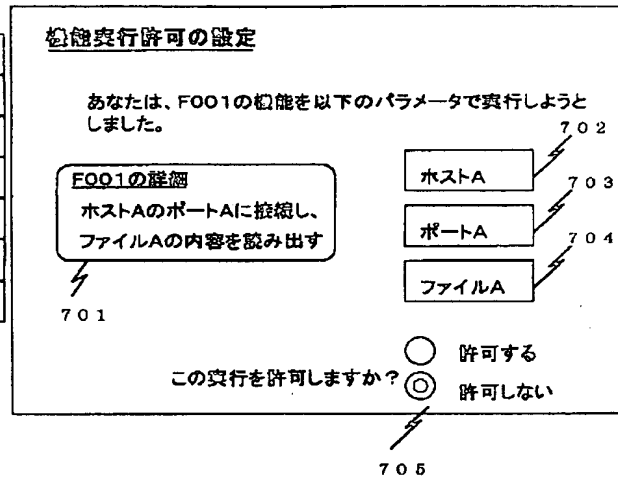 機能実行許可の設定
あなたは、F001の機能を以下のパラメータで実行しようと
しました。
702
F001の詳細
ホストAのポートAに接続し、
ファイルAの内容を読み出す
701
ホストA
703
ポートA
704
ファイルA
許可する
この実行を許可しますか?
許可しない
705